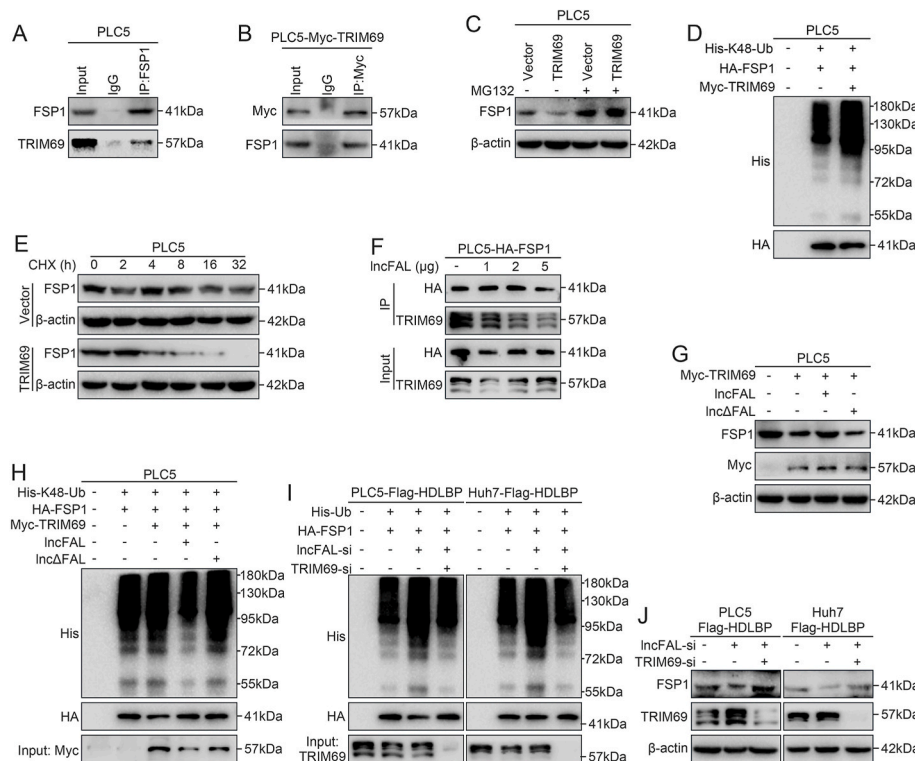 A
PLC5
Input
IgG
IP:FSP1
FSP1
41kDa
TRIM69
57kDa
B
PLC5-Myc-TRIM69
Input
IgG
IP:Myc
Myc
57kDa
FSP1
41kDa
C
PLC5
Vector
TRIM69
Vector
TRIM69
MG132 - - + +
FSP1
41kDa
β-actin
42kDa
D
PLC5
His-K48-Ub - + +
HA-FSP1 - + +
Myc-TRIM69 - - +
His
180kDa
130kDa
95kDa
72kDa
55kDa
HA
41kDa
E
PLC5
CHX (h) 0 2 4 8 16 32
Vector
FSP1
41kDa
β-actin
42kDa
TRIM69
FSP1
41kDa
β-actin
42kDa
F
PLC5-HA-FSP1
lncFAL (μg) - 1 2 5
IP
HA
41kDa
TRIM69
57kDa
Input
HA
41kDa
TRIM69
57kDa
G
PLC5
Myc-TRIM69 - + + +
lncFAL - - + -
lncΔFAL - - - +
FSP1
41kDa
Myc
57kDa
β-actin
42kDa
H
PLC5
His-K48-Ub - + + + +
HA-FSP1 - + + + +
Myc-TRIM69 - - + + +
lncFAL - - - + -
lncΔFAL - - - - +
His
180kDa
130kDa
95kDa
72kDa
55kDa
HA
41kDa
Input: Myc
57kDa
I
PLC5-Flag-HDLBP Huh7-Flag-HDLBP
His-Ub - + + + - + + +
HA-FSP1 - + + + - + + +
lncFAL-si - - + + - - + +
TRIM69-si - - - + - - - +
His
180kDa
130kDa
95kDa
72kDa
55kDa
HA
41kDa
Input:
TRIM69
57kDa
J
PLC5 Huh7
Flag-HDLBP Flag-HDLBP
lncFAL-si - + + - + +
TRIM69-si - - + - - +
FSP1
41kDa
TRIM69
57kDa
β-actin
42kDa